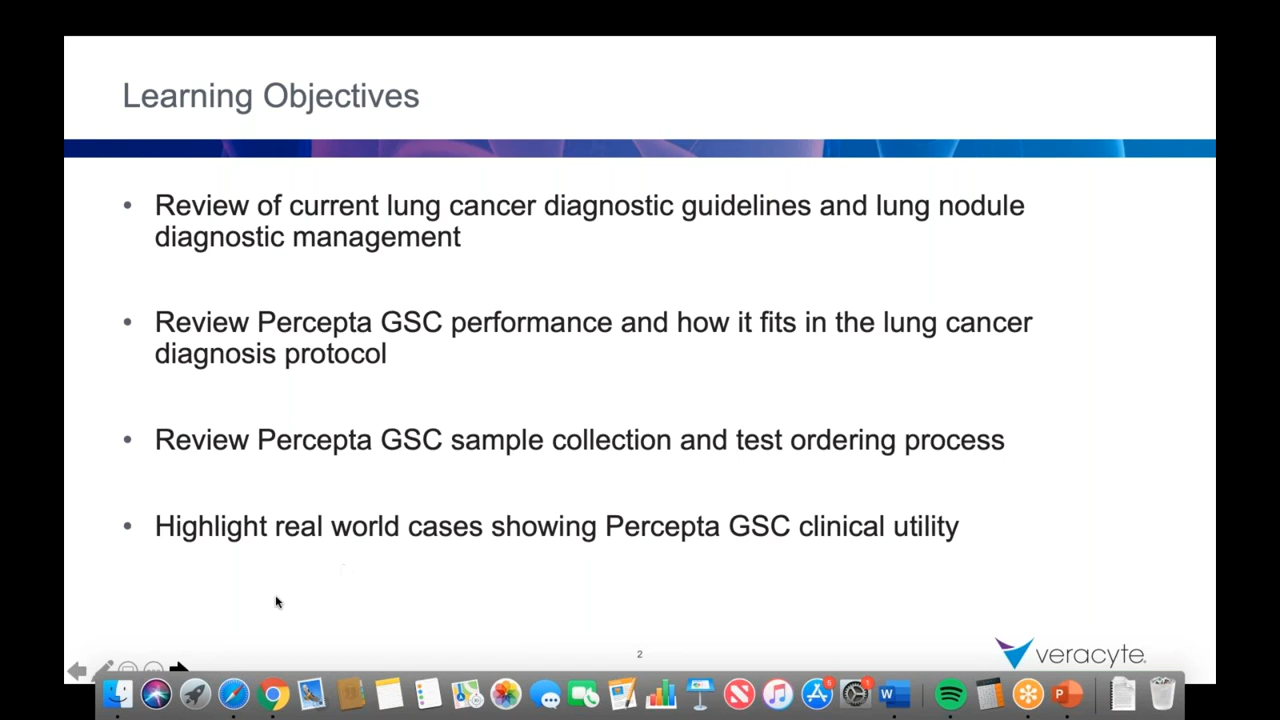 Learning Objectives
• Review of current lung cancer diagnostic guidelines and lung nodule
diagnostic management
• Review Percepta GSC performance and how it fits in the lung cancer
diagnosis protocol
• Review Percepta GSC sample collection and test ordering process
• Highlight real world cases showing Percepta GSC clinical utility
2
veracyte.
5
1
W
P